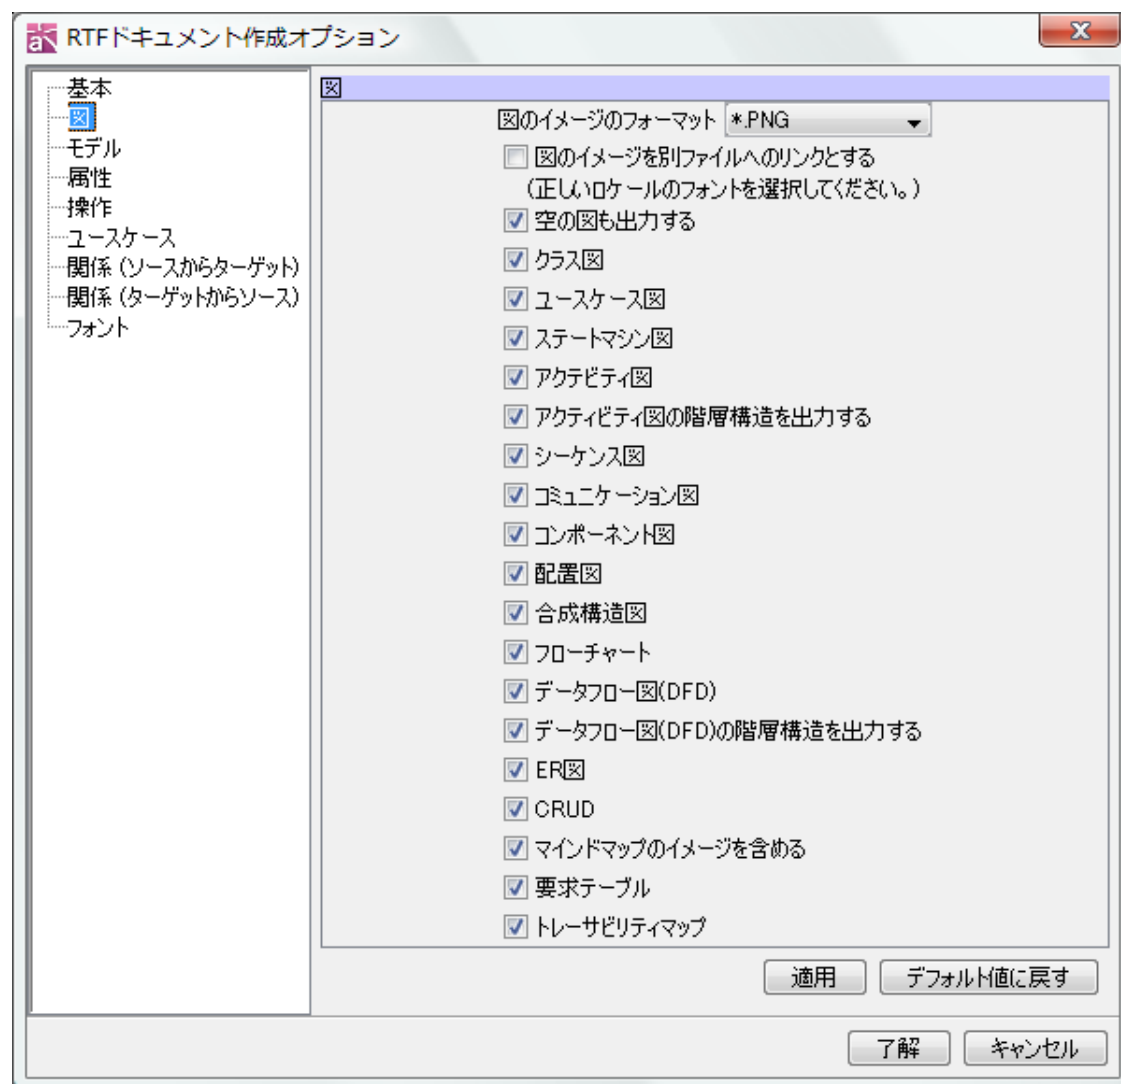 RTFドキュメント作成オプション
基本
図
モデル
属性
操作
ユースケース
関係 (ソースからターゲット)
関係 (ターゲットからソース)
フォント
図
図のイメージのフォーマット *.PNG
図のイメージを別ファイルへのリンクとする
(正しいロケールのフォントを選択してください。)
空の図も出力する
クラス図
ユースケース図
ステートマシン図
アクテビティ図
アクティビティ図の階層構造を出力する
シーケンス図
コミュニケーション図
コンポーネント図
配置図
合成構造図
フローチャート
データフロー図(DFD)
データフロー図(DFD)の階層構造を出力する
ER図
CRUD
マインドマップのイメージを含める
要求テーブル
トレーサビリティマップ
適用 デフォルト値に戻す
了解 キャンセル